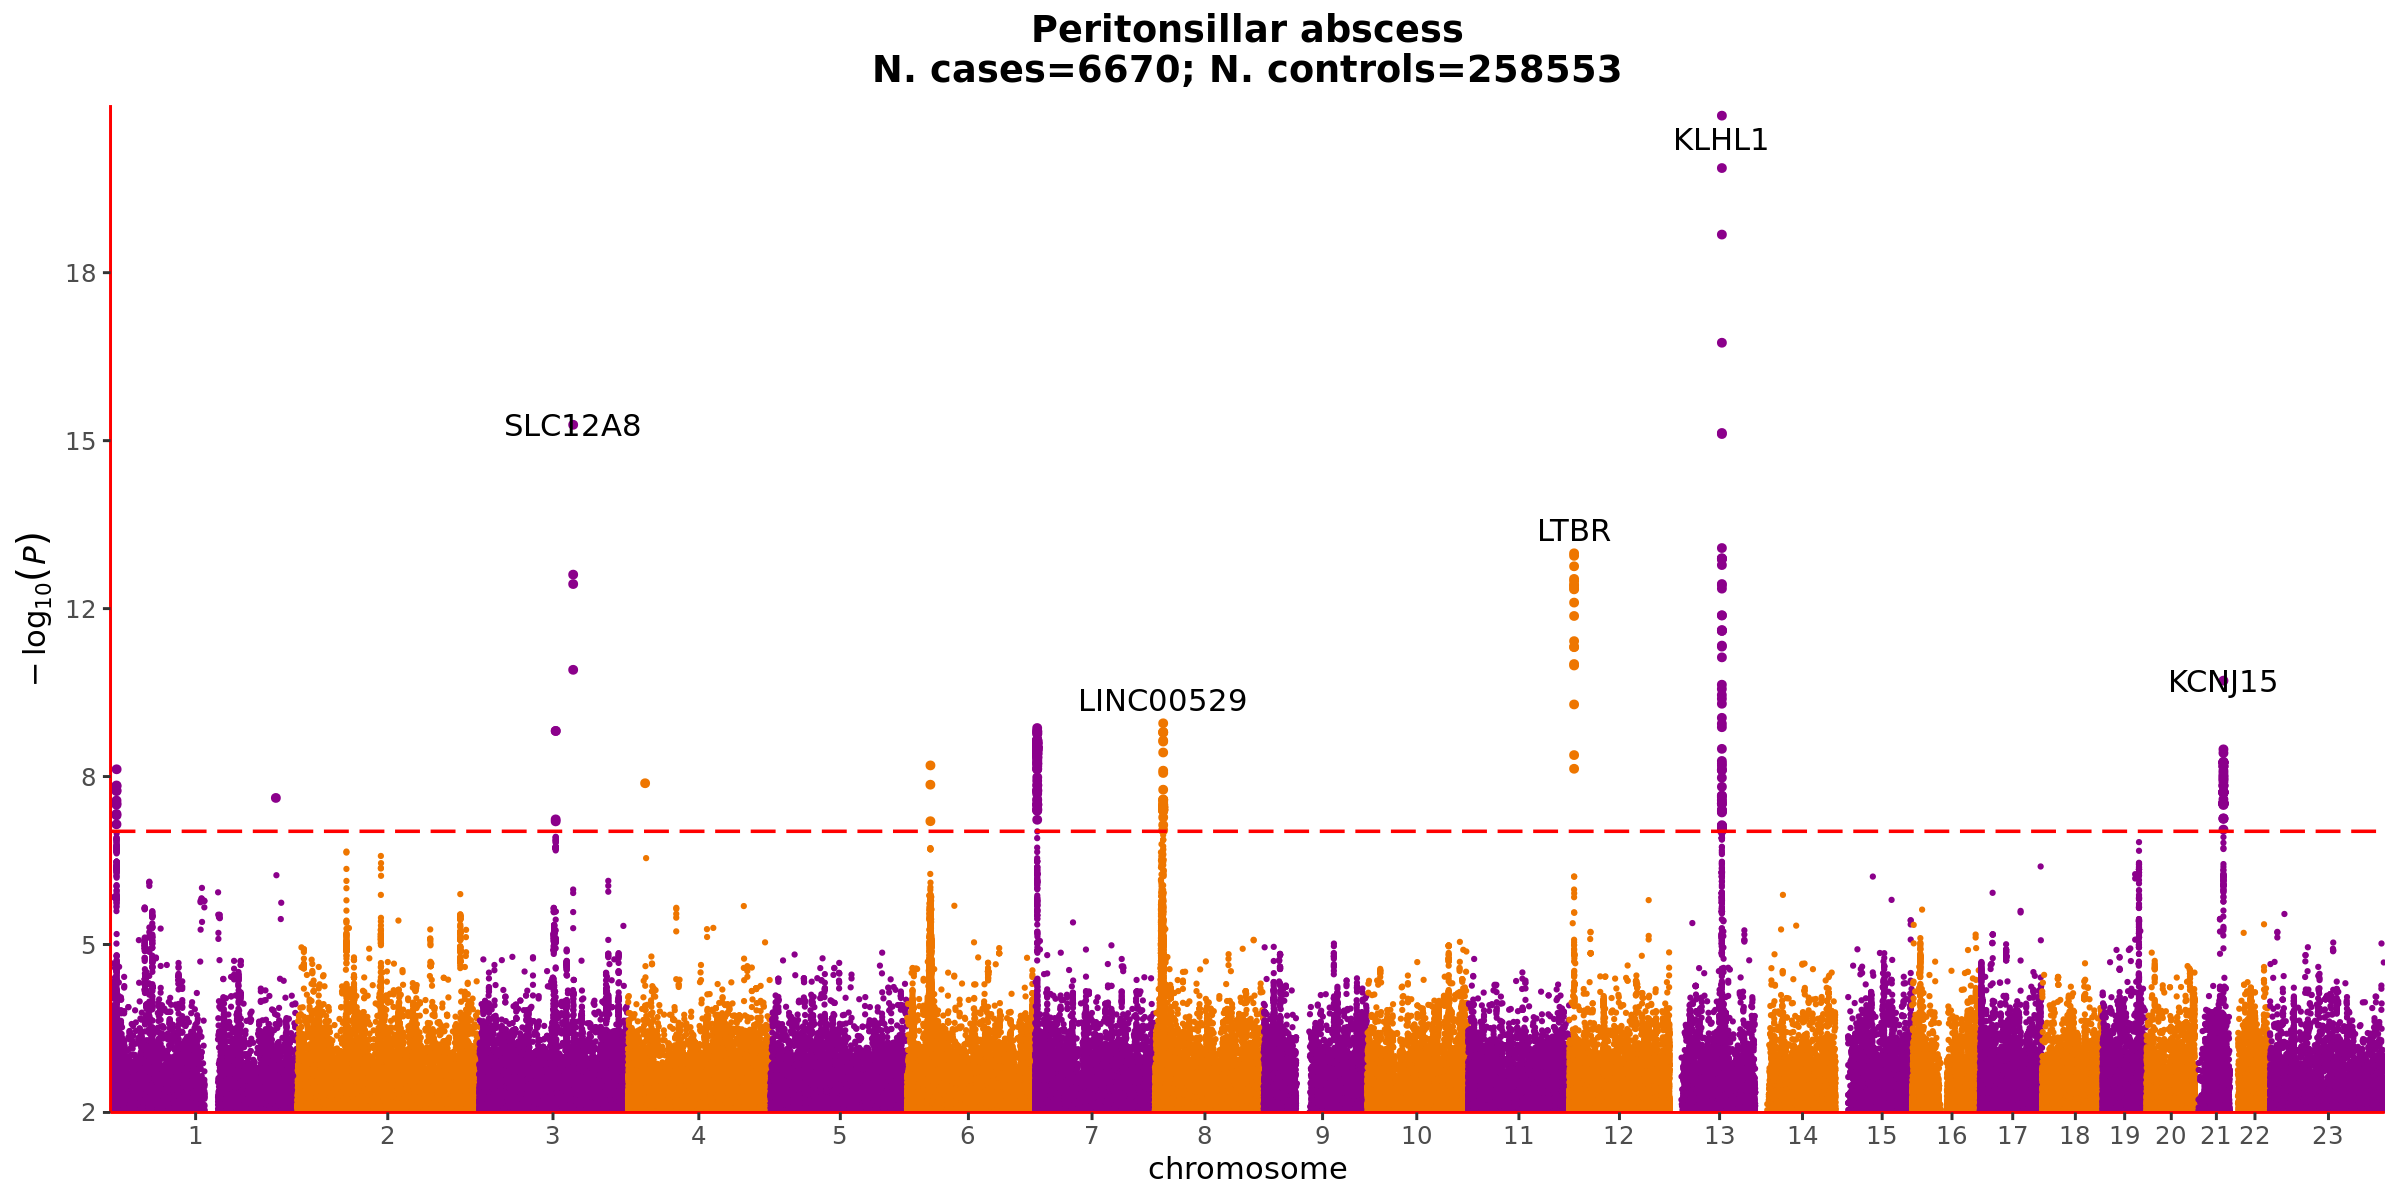 Peritonsillar abscess
N. cases=6670; N. controls=258553
KLHL1
18
SLC12A8
15
LTBR
12
KCNJ15
LINC00529
8
5
2
−log10(P)
1 2 3 4 5 6 7 8 9 10 11 12 13 14 15 16 17 18 19 20 21 22 23
chromosome